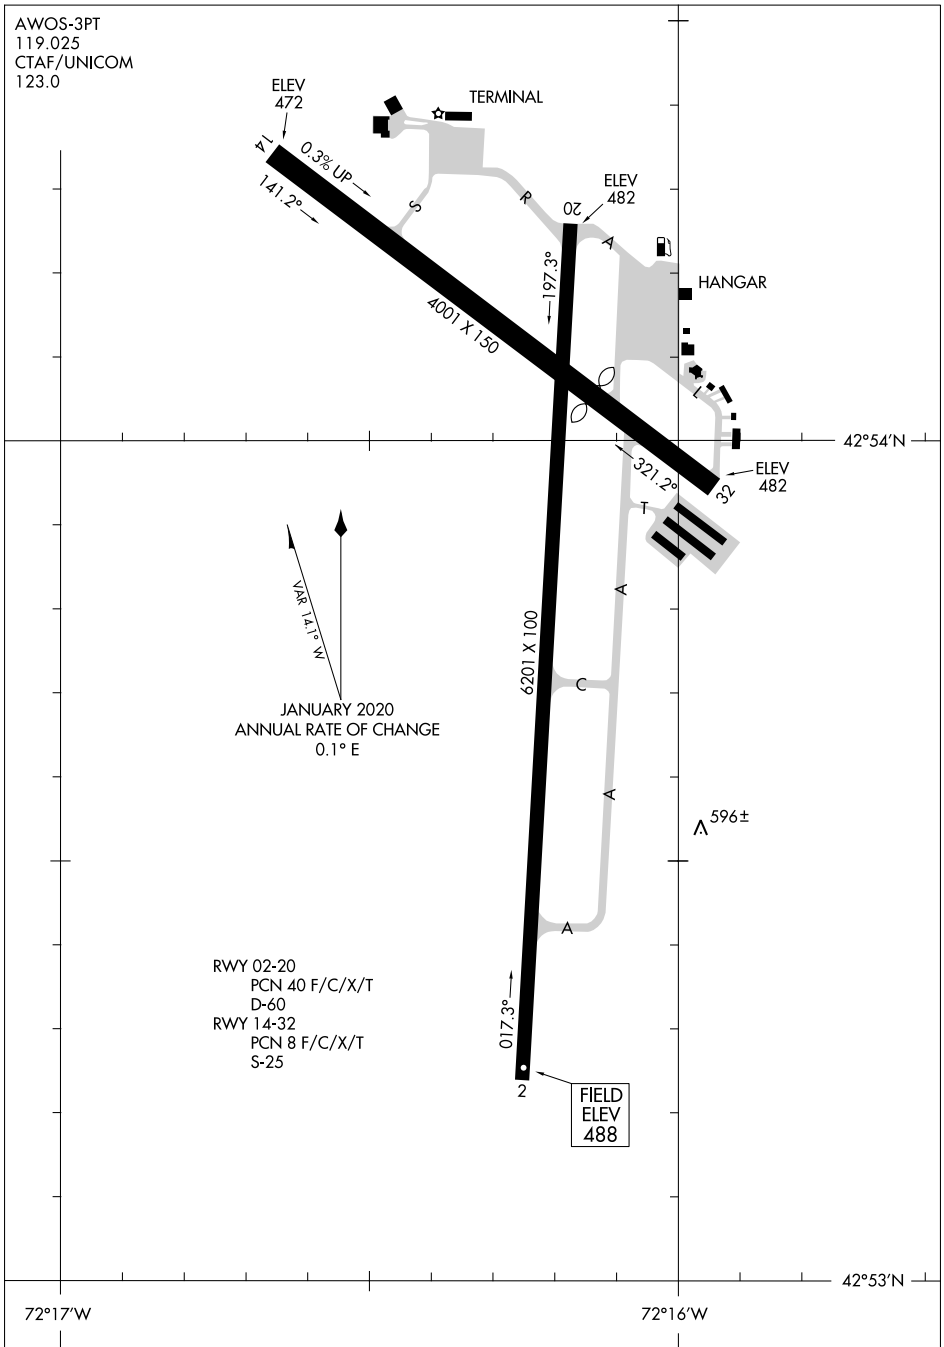 AWOS-3PT
119.025
CTAF/UNICOM
123.0
ELEV
472
TERMINAL
14
0.3% UP
141.2°
S
R
ELEV
482
20
A
197.3°
HANGAR
4001 X 150
L
42°54'N
321.2°
ELEV
482
32
T
VAR 14.1° W
A
6201 X 100
C
JANUARY 2020
ANNUAL RATE OF CHANGE
0.1° E
A
596±
A
RWY 02-20
PCN 40 F/C/X/T
D-60
RWY 14-32
PCN 8 F/C/X/T
S-25
017.3°
2
FIELD
ELEV
488
42°53'N
72°17'W
72°16'W